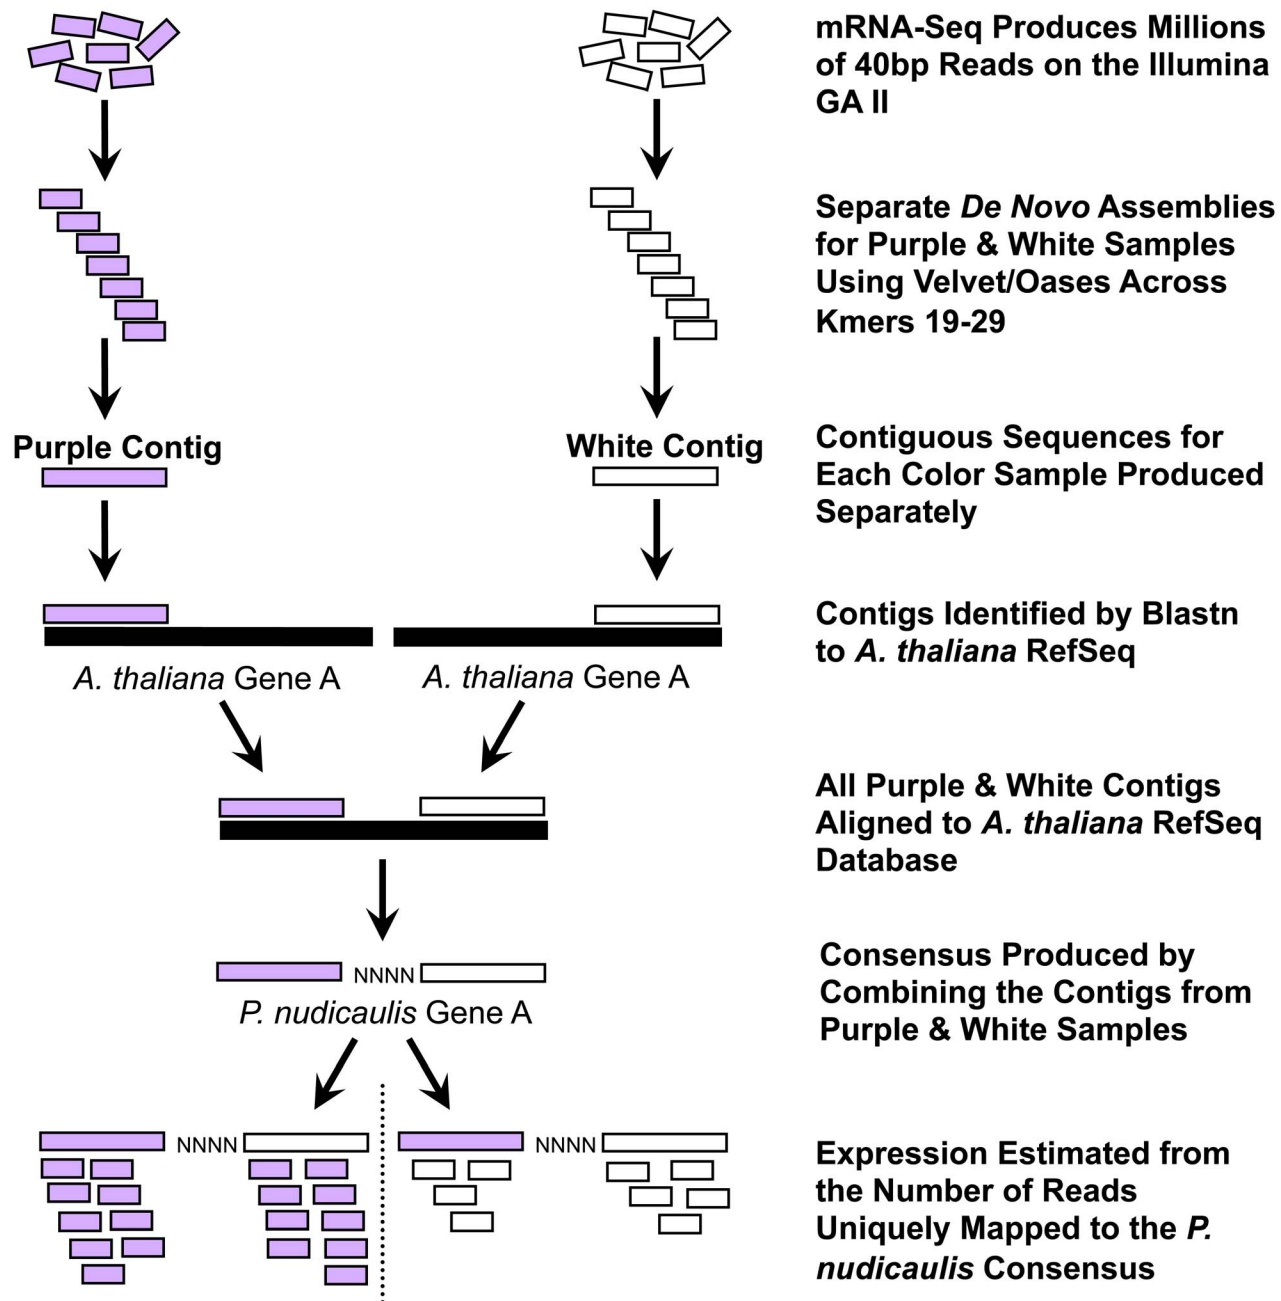 mRNA-Seq Produces Millions
of 40bp Reads on the Illumina
GA II
Separate De Novo Assemblies
for Purple & White Samples
Using Velvet/Oases Across
Kmers 19-29
Purple Contig
White Contig
Contiguous Sequences for
Each Color Sample Produced
Separately
Contigs Identified by Blastn
to A. thaliana RefSeq
A. thaliana Gene A
A. thaliana Gene A
All Purple & White Contigs
Aligned to A. thaliana RefSeq
Database
NNNN
P. nudicaulis Gene A
Consensus Produced by
Combining the Contigs from
Purple & White Samples
NNNN
NNNN
Expression Estimated from
the Number of Reads
Uniquely Mapped to the P.
nudicaulis Consensus